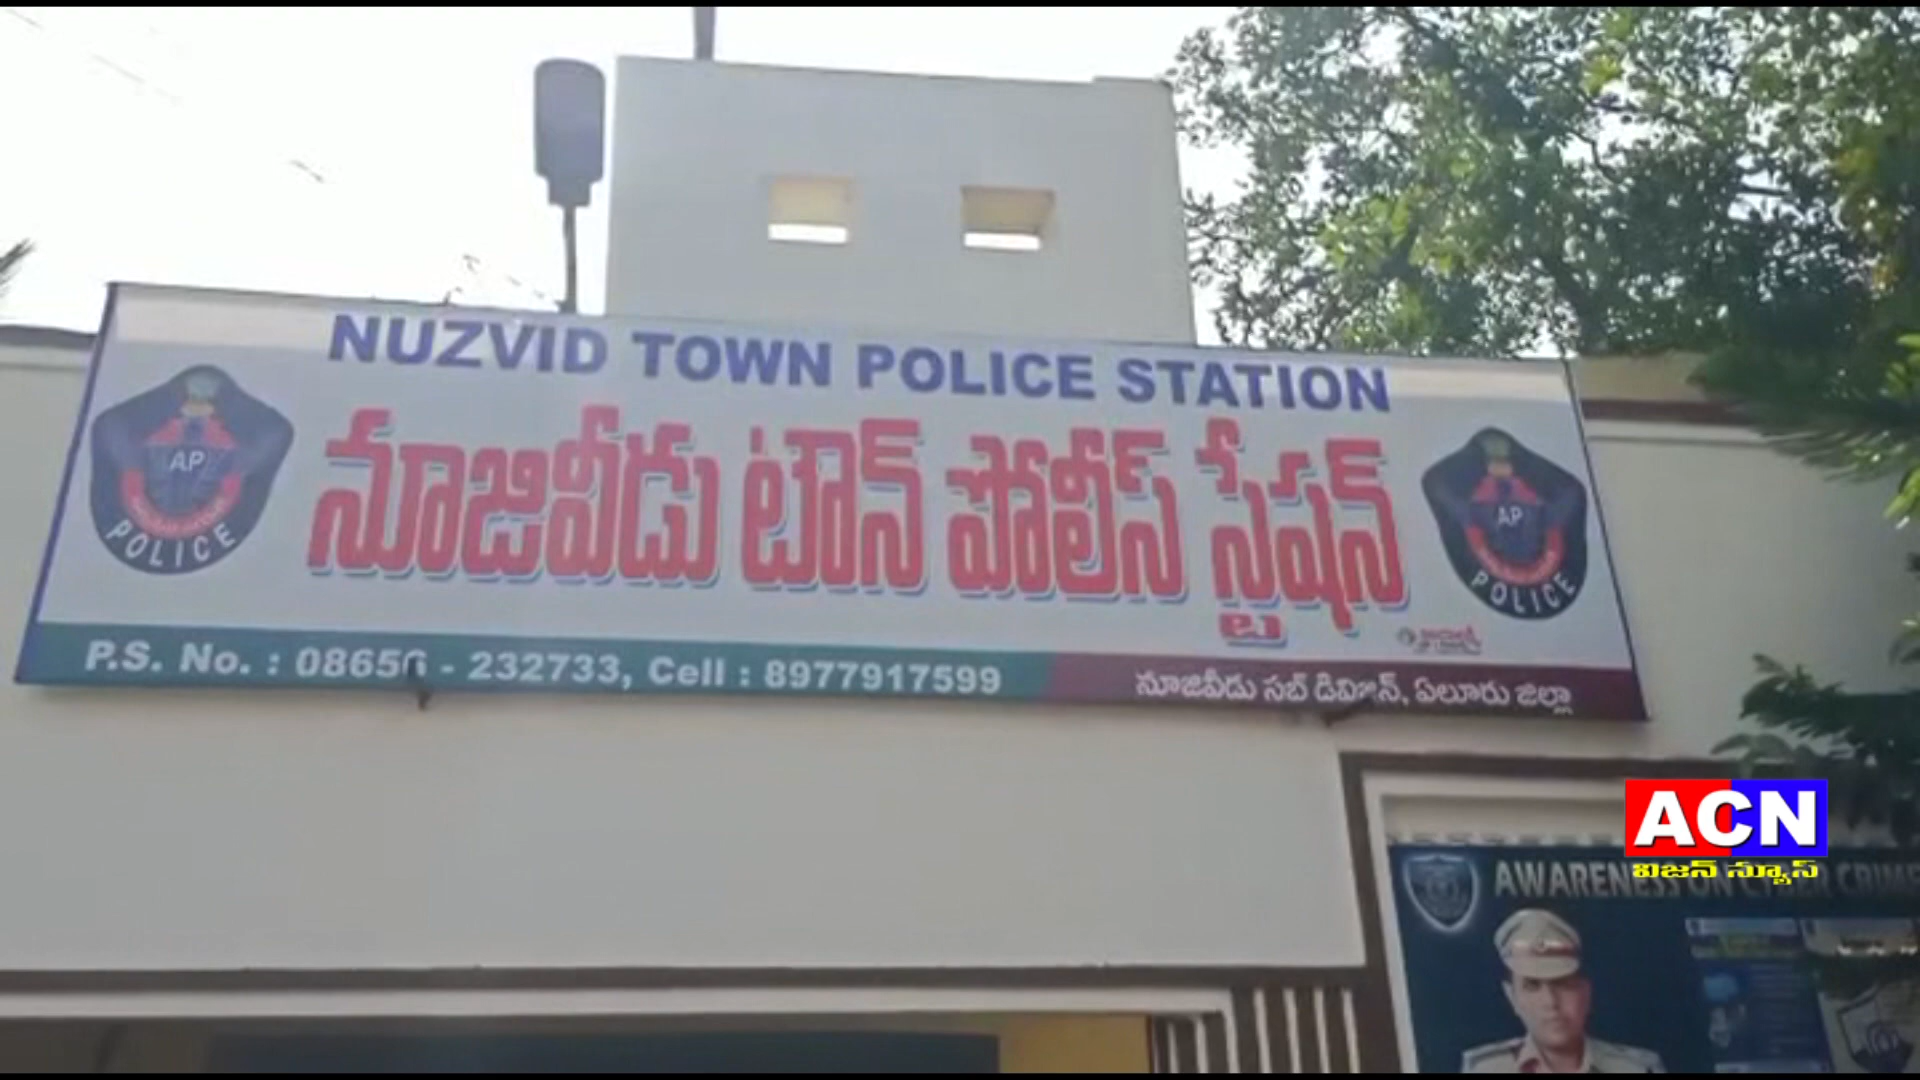 NUZVID TOWN POLICE STATION
నూజివీడు టౌన్ పోలీస్ స్టేషన్
AP
POLICE
AP
POLICE
P.S. No. : 08656 - 232733, Cell : 8977917599
నూజివీడు సబ్ డివిజన్, ఏలూరు జిల్లా
ACN
విజన్ న్యూస్
AWARENESS ON CYBER CRIME